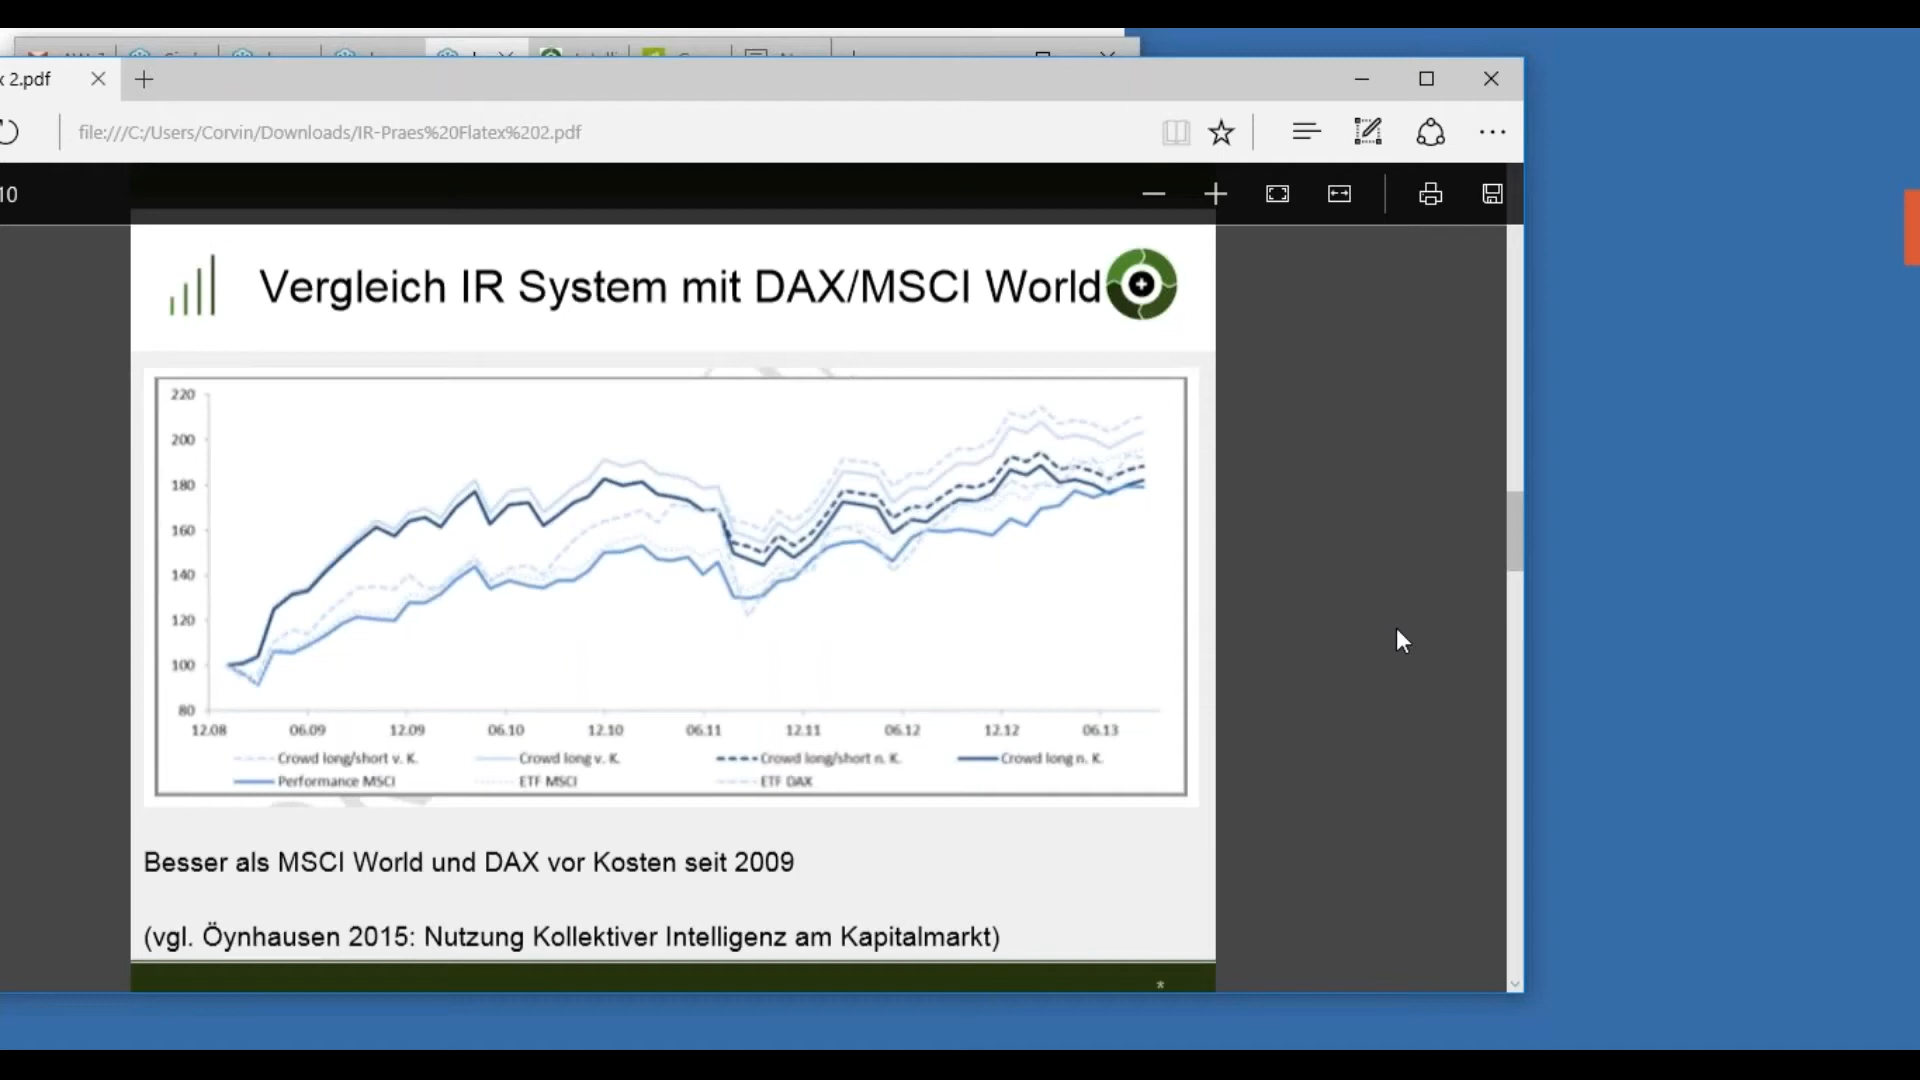 x 2.pdf
file:///C:/Users/Corvin/Downloads/IR-Praes%20Flatex%202.pdf
10
Vergleich IR System mit DAX/MSCI World
220
200
180
160
140
120
100
80
12.08 06.09 12.09 06.10 12.10 06.11 12.11 06.12 12.12 06.13
Crowd long/short v. K. Crowd long v. K. Crowd long/short n. K. Crowd long n. K.
Performance MSCI ETF MSCI ETF DAX
Besser als MSCI World und DAX vor Kosten seit 2009
(vgl. Öynhausen 2015: Nutzung Kollektiver Intelligenz am Kapitalmarkt)
*